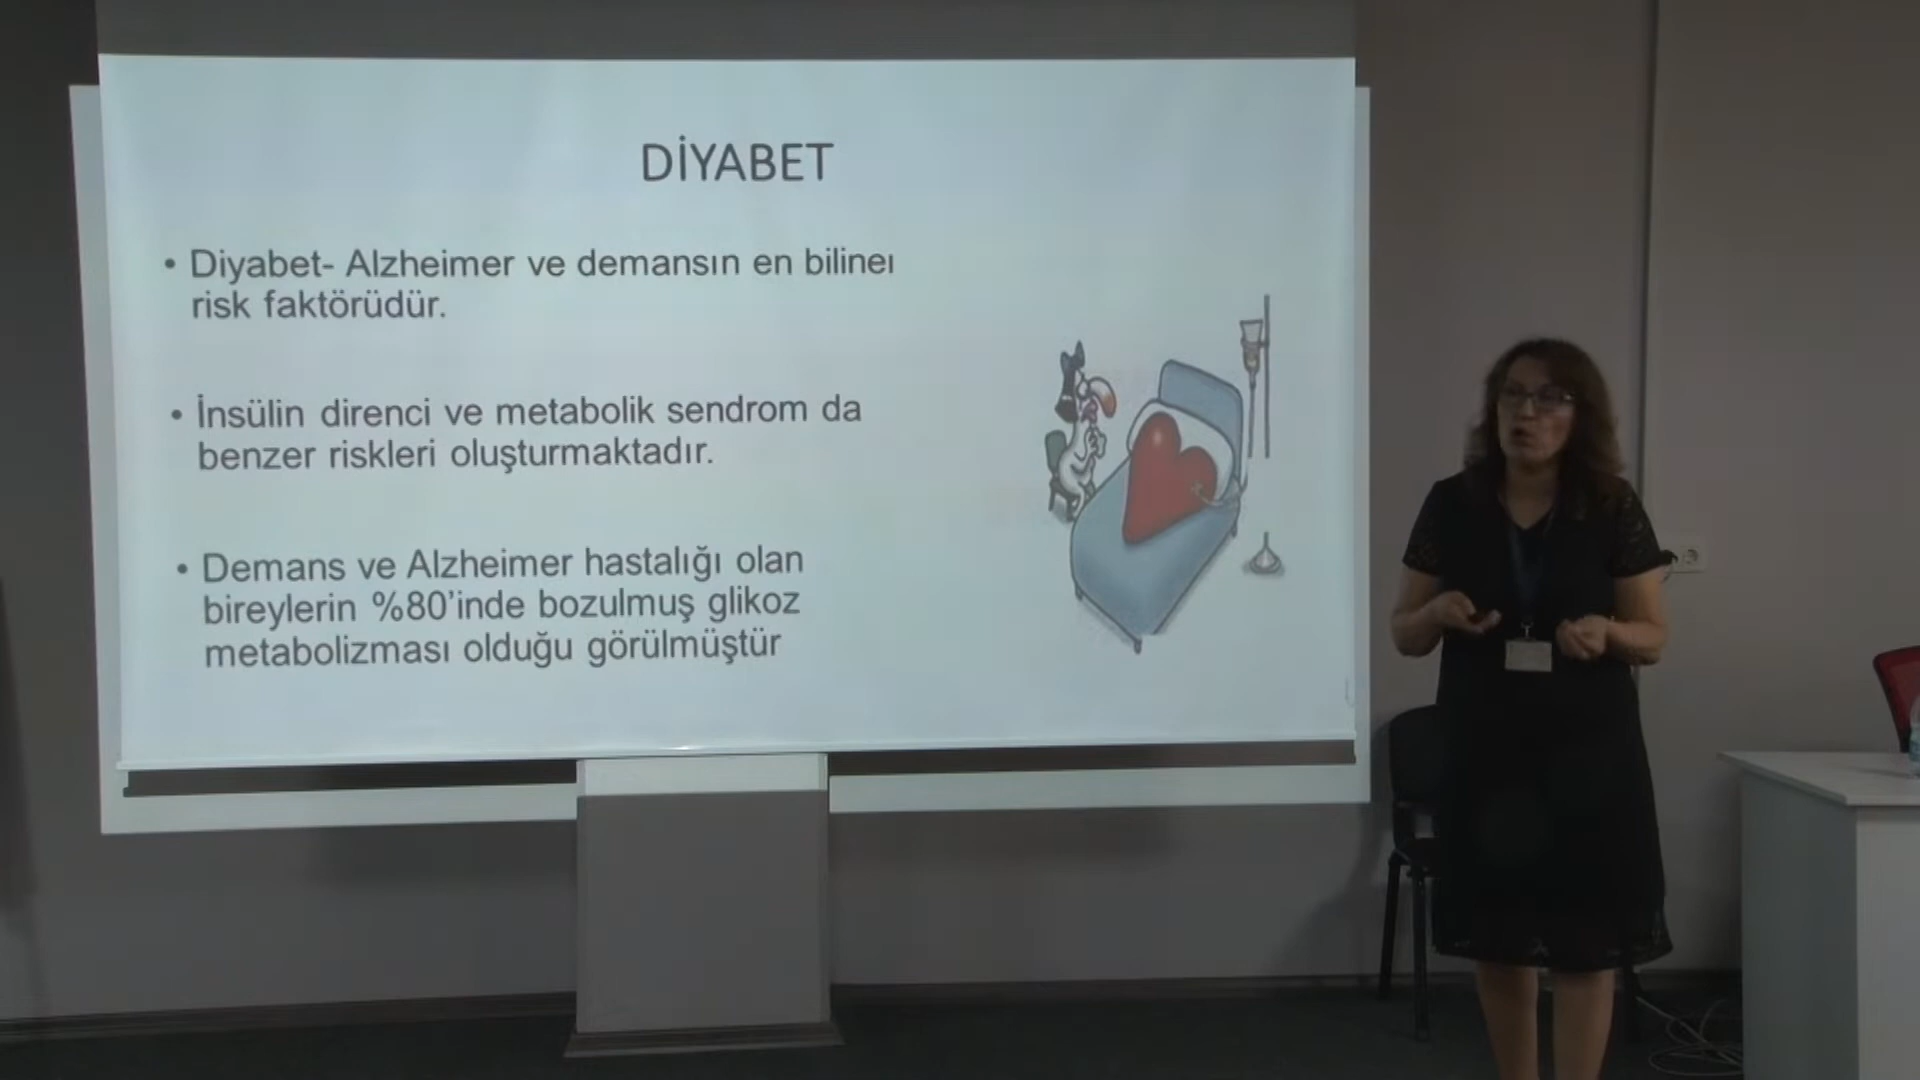 DİYABET
• Diyabet- Alzheimer ve demansın en bilinen
risk faktörüdür.
• İnsülin direnci ve metabolik sendrom da
benzer riskleri oluşturmaktadır.
• Demans ve Alzheimer hastalığı olan
bireylerin %80’inde bozulmuş glikoz
metabolizması olduğu görülmüştür